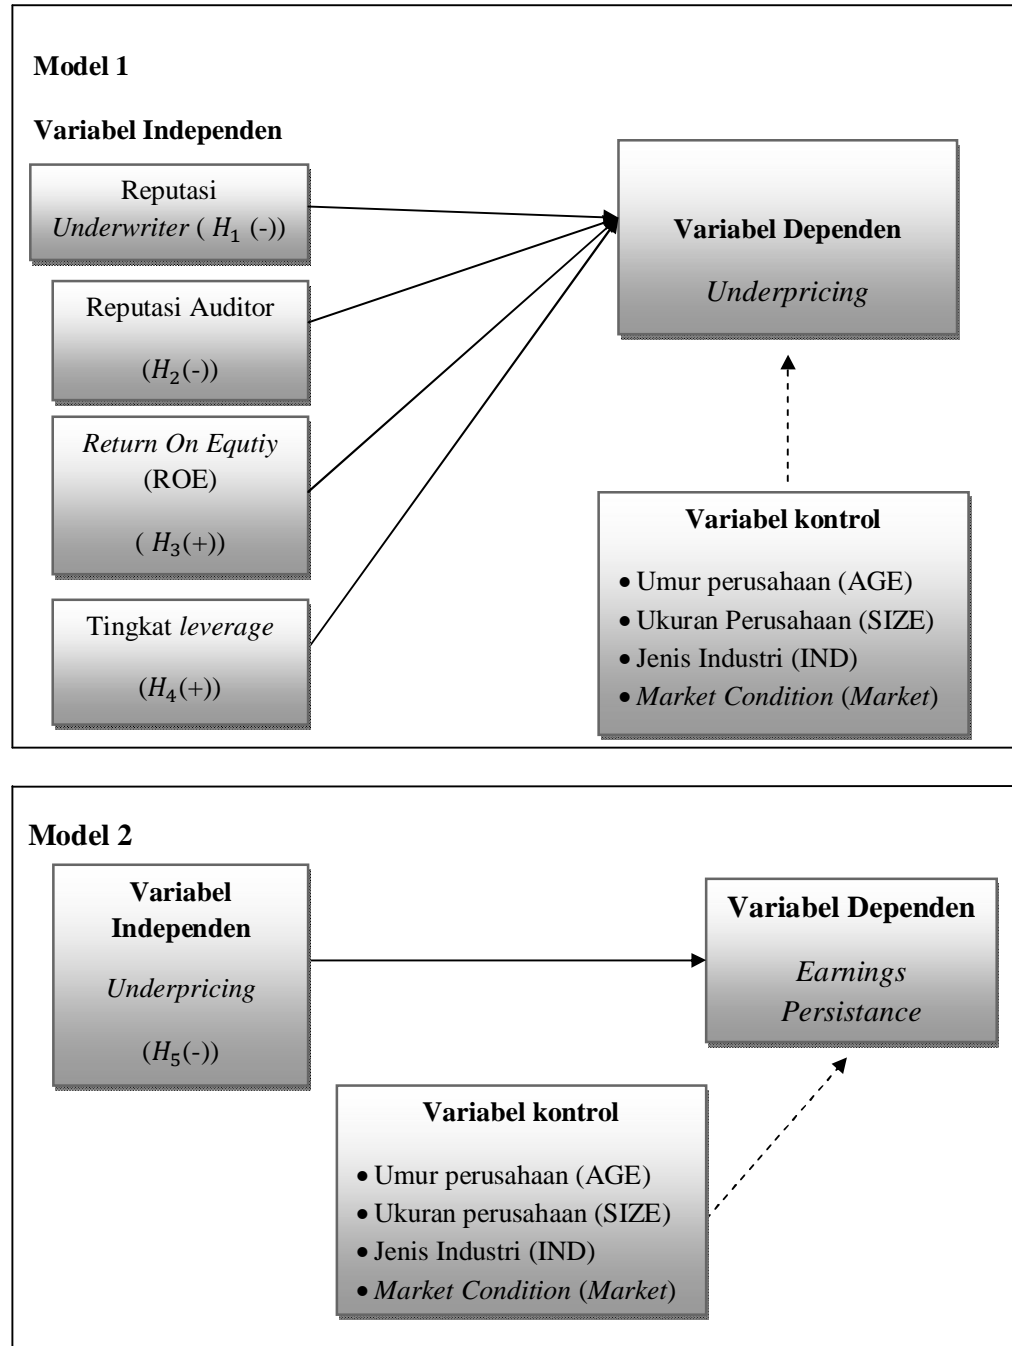 Model 1
Variabel Independen
Reputasi
Underwriter ( H₁ (-))
Reputasi Auditor
(H₂(-))
Return On Equtiy
(ROE)
( H₃(+))
Tingkat leverage
(H₄(+))
Variabel Dependen
Underpricing
Variabel kontrol
• Umur perusahaan (AGE)
• Ukuran Perusahaan (SIZE)
• Jenis Industri (IND)
• Market Condition (Market)
Model 2
Variabel
Independen
Underpricing
(H₅(-))
Variabel Dependen
Earnings
Persistance
Variabel kontrol
• Umur perusahaan (AGE)
• Ukuran perusahaan (SIZE)
• Jenis Industri (IND)
• Market Condition (Market)